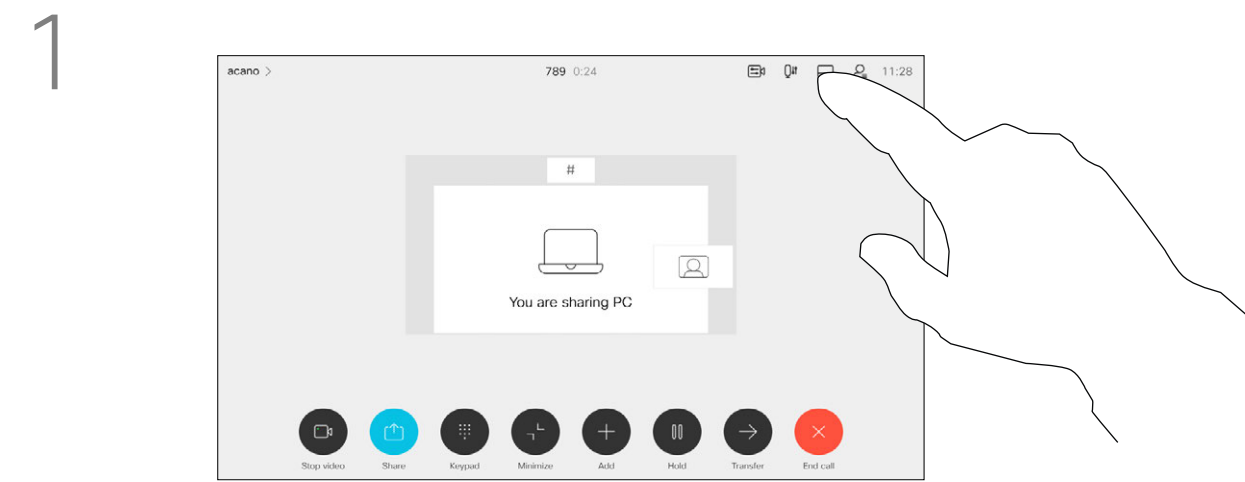 1
acano >
789 0:24
11:28
#
You are sharing PC
Stop video Share Keypad Minimize Add Hold Transfer End call